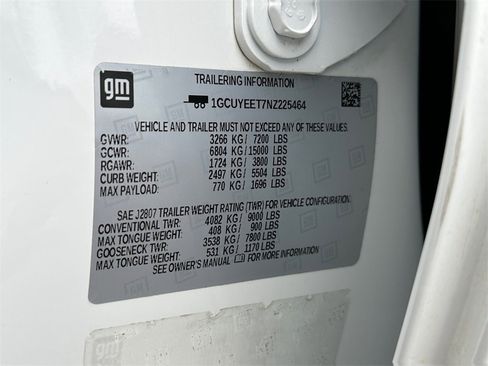 gm
TRAILERING INFORMATION
1GCUYEET7NZ225464
VEHICLE AND TRAILER MUST NOT EXCEED ANY OF THE FOLLOWING:
GVWR: 3266 KG / 7200 LBS
GCWR: 6804 KG / 15000 LBS
RGAWR: 1724 KG / 3800 LBS
CURB WEIGHT: 2497 KG / 5504 LBS
MAX PAYLOAD: 770 KG / 1696 LBS
SAE J2807 TRAILER WEIGHT RATING (TWR) FOR VEHICLE CONFIGURATION.
CONVENTIONAL TWR: 4082 KG / 9000 LBS
MAX TONGUE WEIGHT: 408 KG / 900 LBS
GOOSENECK TWR: 3538 KG / 7800 LBS
MAX TONGUE WEIGHT: 531 KG / 1170 LBS
SEE OWNER'S MANUAL FOR MORE INFORMATION.
GM